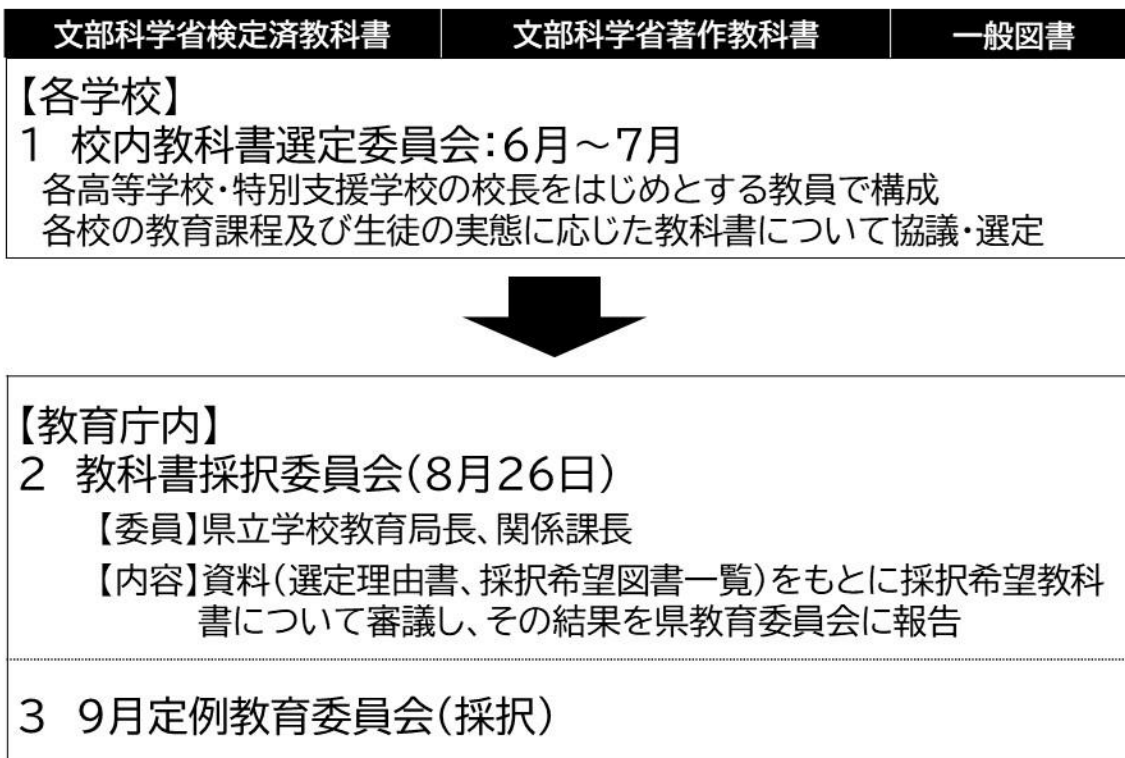 文部科学省検定済教科書 文部科学省著作教科書 一般図書
【各学校】
1 校内教科書選定委員会:6月~7月
各高等学校・特別支援学校の校長をはじめとする教員で構成
各校の教育課程及び生徒の実態に応じた教科書について協議・選定
【教育庁内】
2 教科書採択委員会(8月26日)
【委員】県立学校教育局長、関係課長
【内容】資料(選定理由書、採択希望図書一覧)をもとに採択希望教科
書について審議し、その結果を県教育委員会に報告
3 9月定例教育委員会(採択)